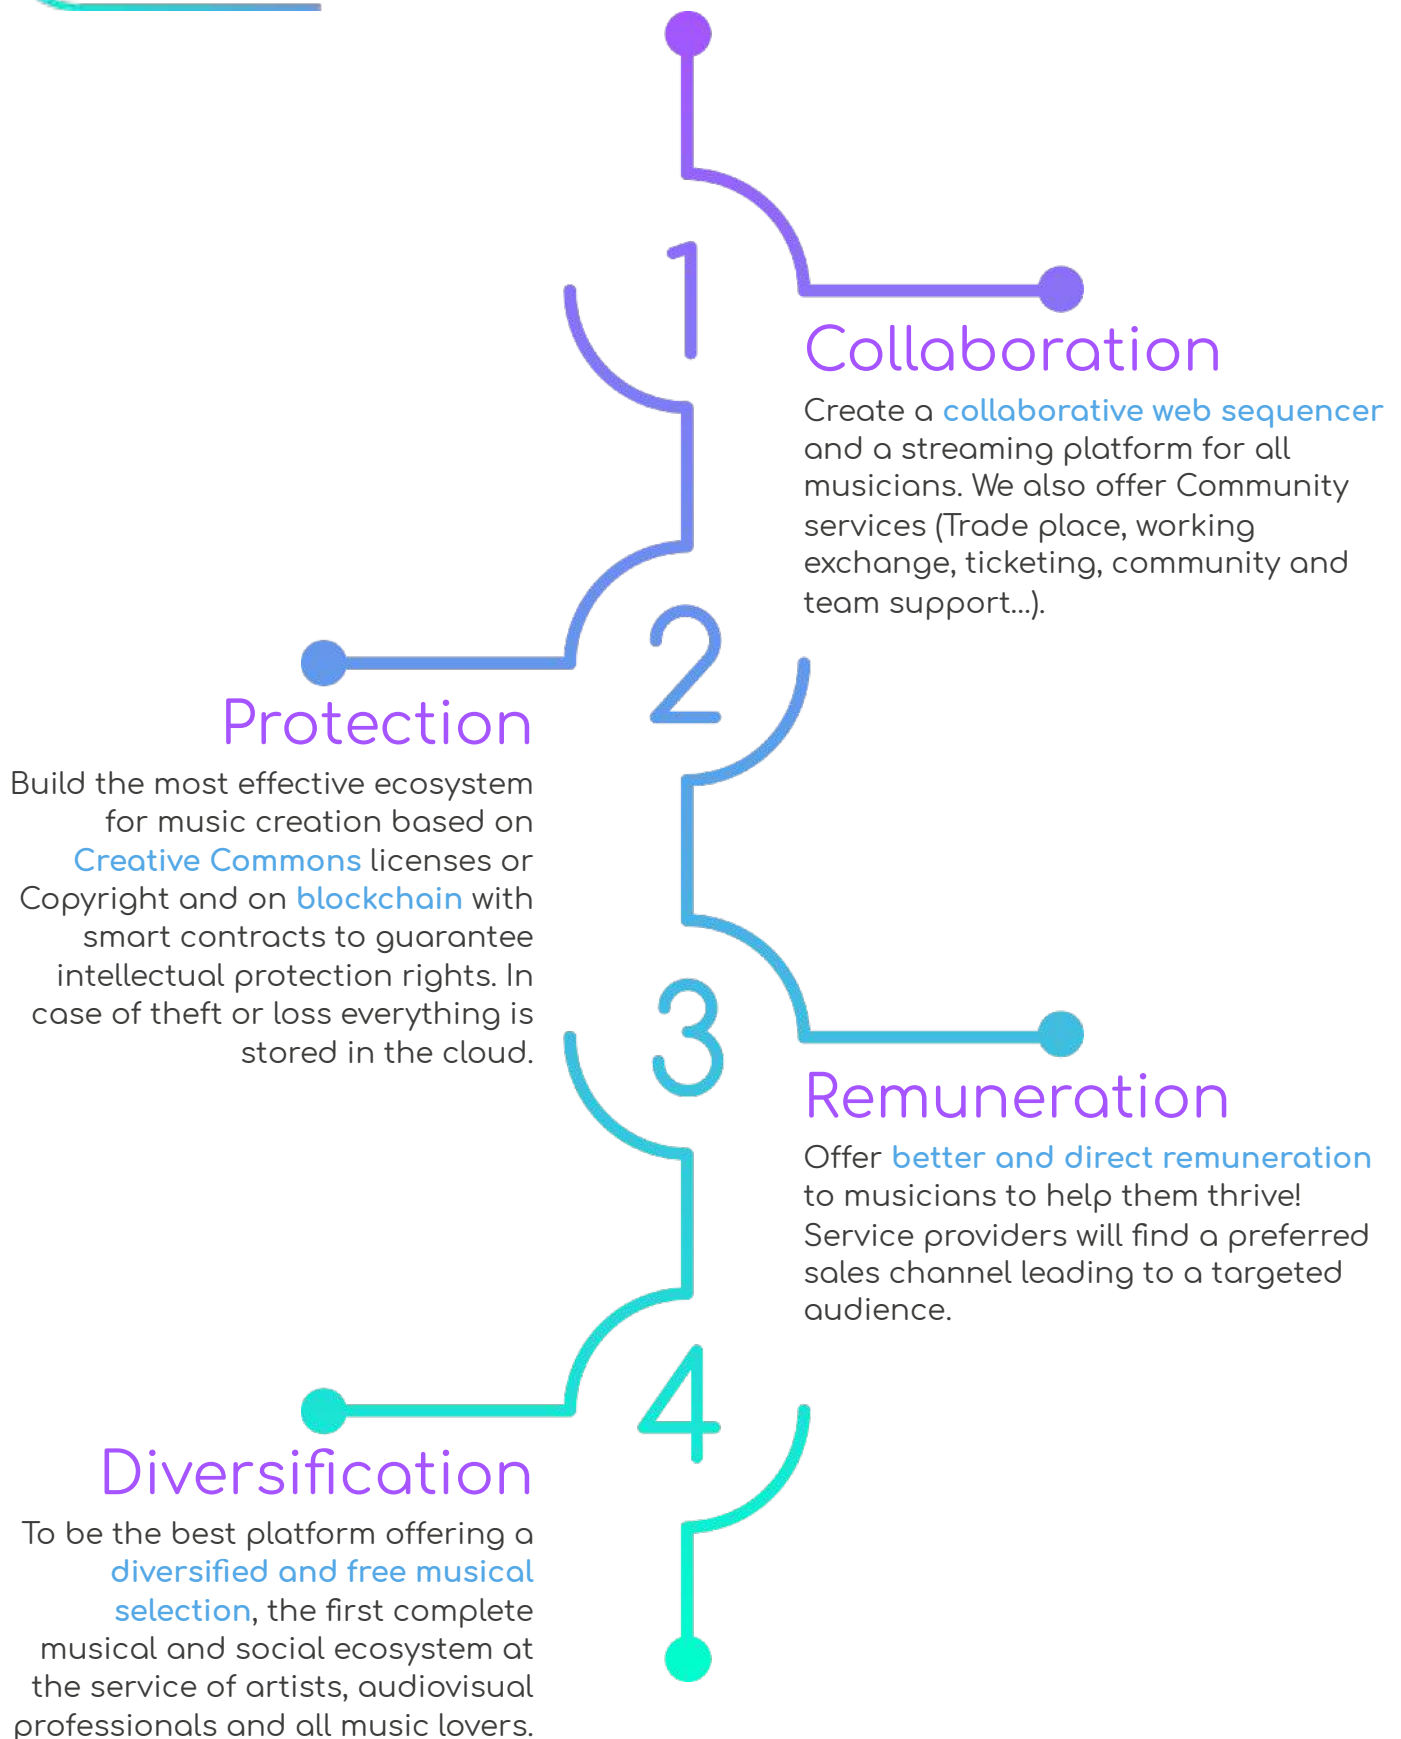 1
Collaboration
Create a collaborative web sequencer
and a streaming platform for all
musicians. We also offer Community
services (Trade place, working
exchange, ticketing, community and
team support...).
2
Protection
Build the most effective ecosystem
for music creation based on
Creative Commons licenses or
Copyright and on blockchain with
smart contracts to guarantee
intellectual protection rights. In
case of theft or loss everything is
stored in the cloud.
3
Remuneration
Offer better and direct remuneration
to musicians to help them thrive!
Service providers will find a preferred
sales channel leading to a targeted
audience.
4
Diversification
To be the best platform offering a
diversified and free musical
selection, the first complete
musical and social ecosystem at
the service of artists, audiovisual
professionals and all music lovers.